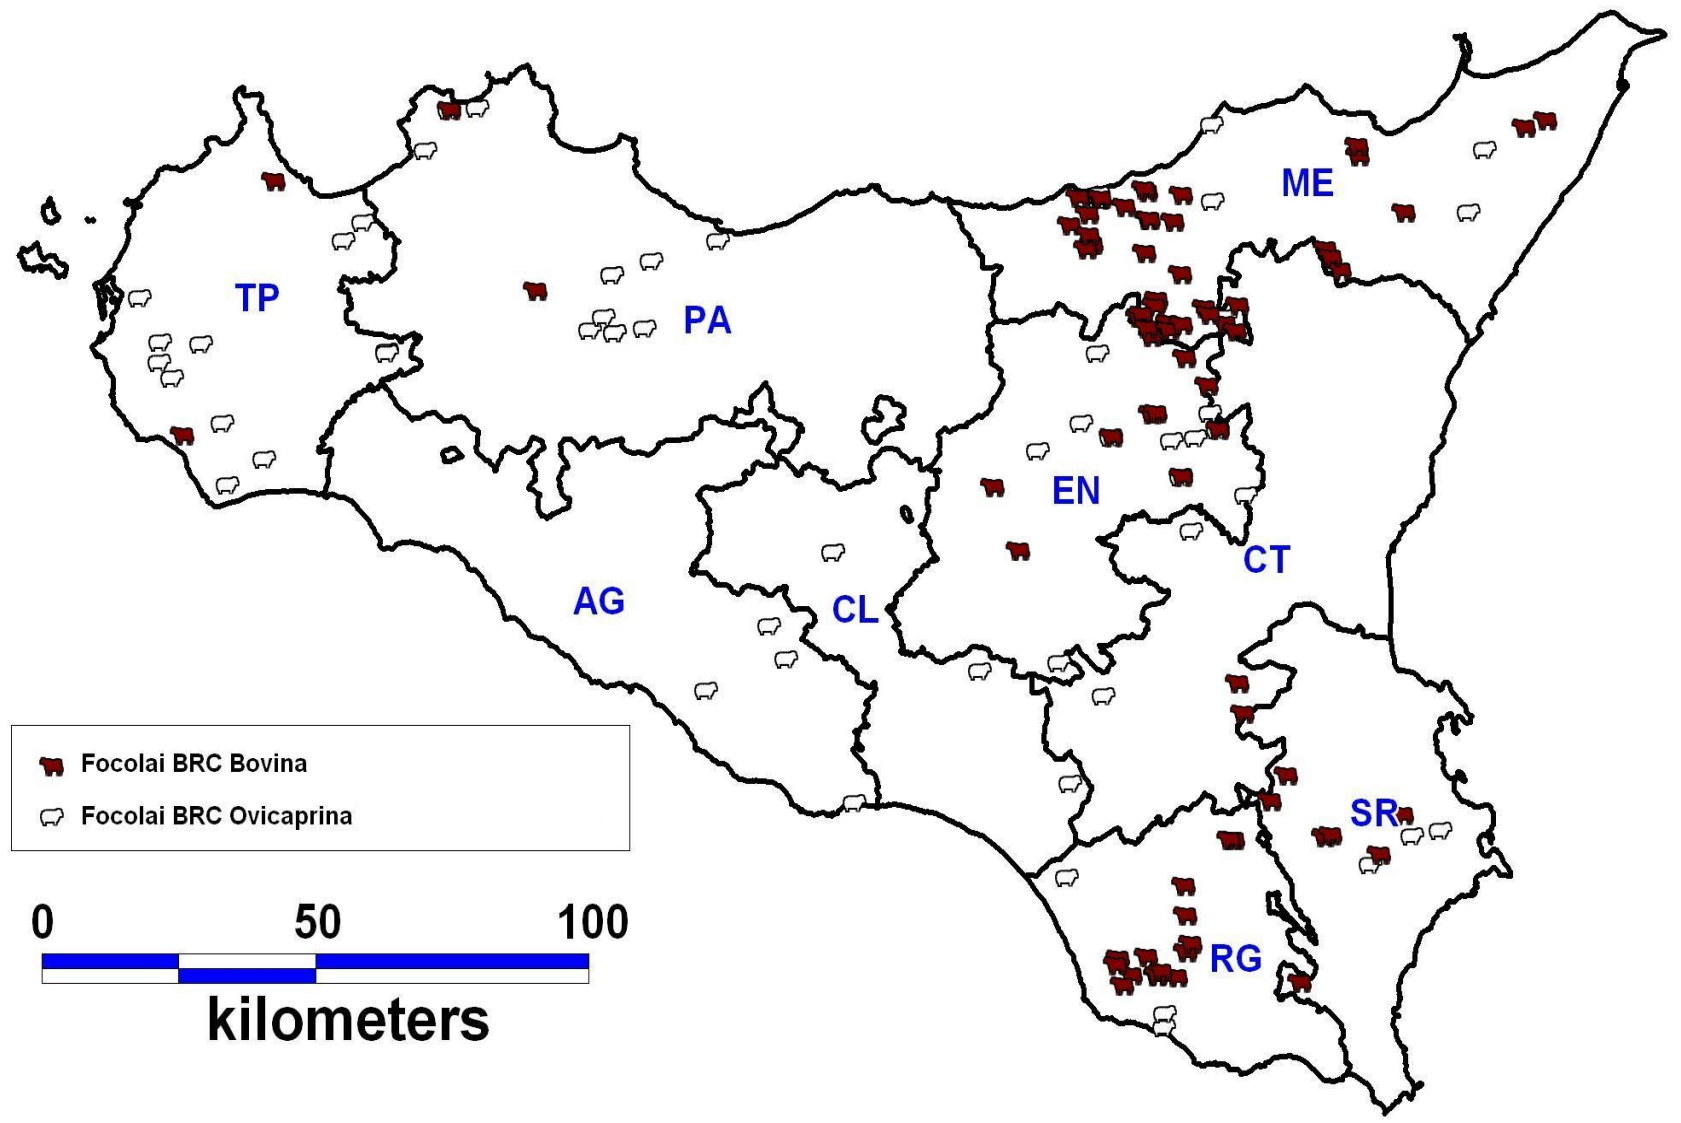 ME
TP
PA
EN
CT
AG
CL
Focolai BRC Bovina
Focolai BRC Ovicaprina
SR
0 50 100
RG
kilometers